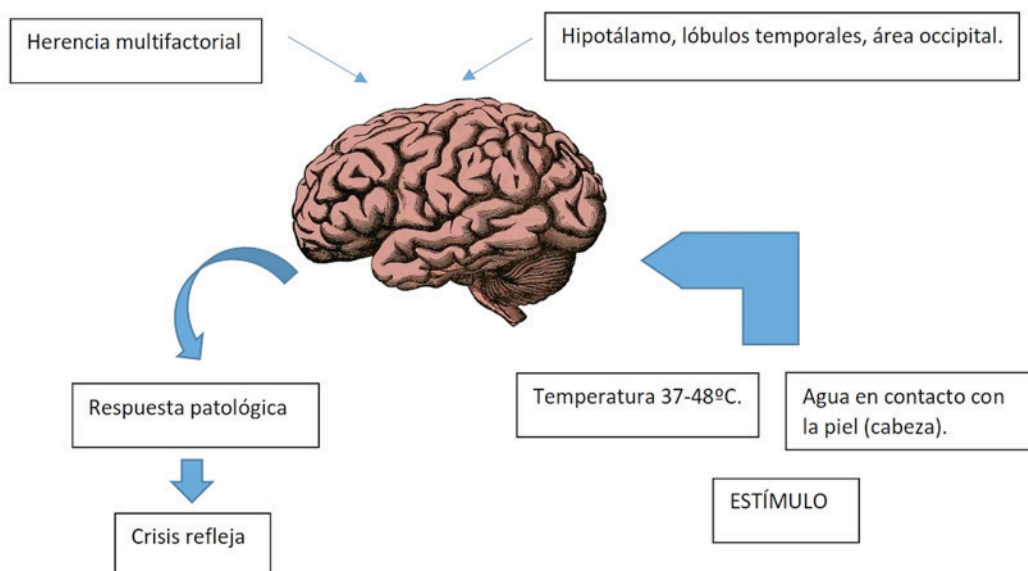 Herencia multifactorial
Hipotálamo, lóbulos temporales, área occipital.
Respuesta patológica
Temperatura 37-48ºC.
Agua en contacto con
la piel (cabeza).
ESTÍMULO
Crisis refleja